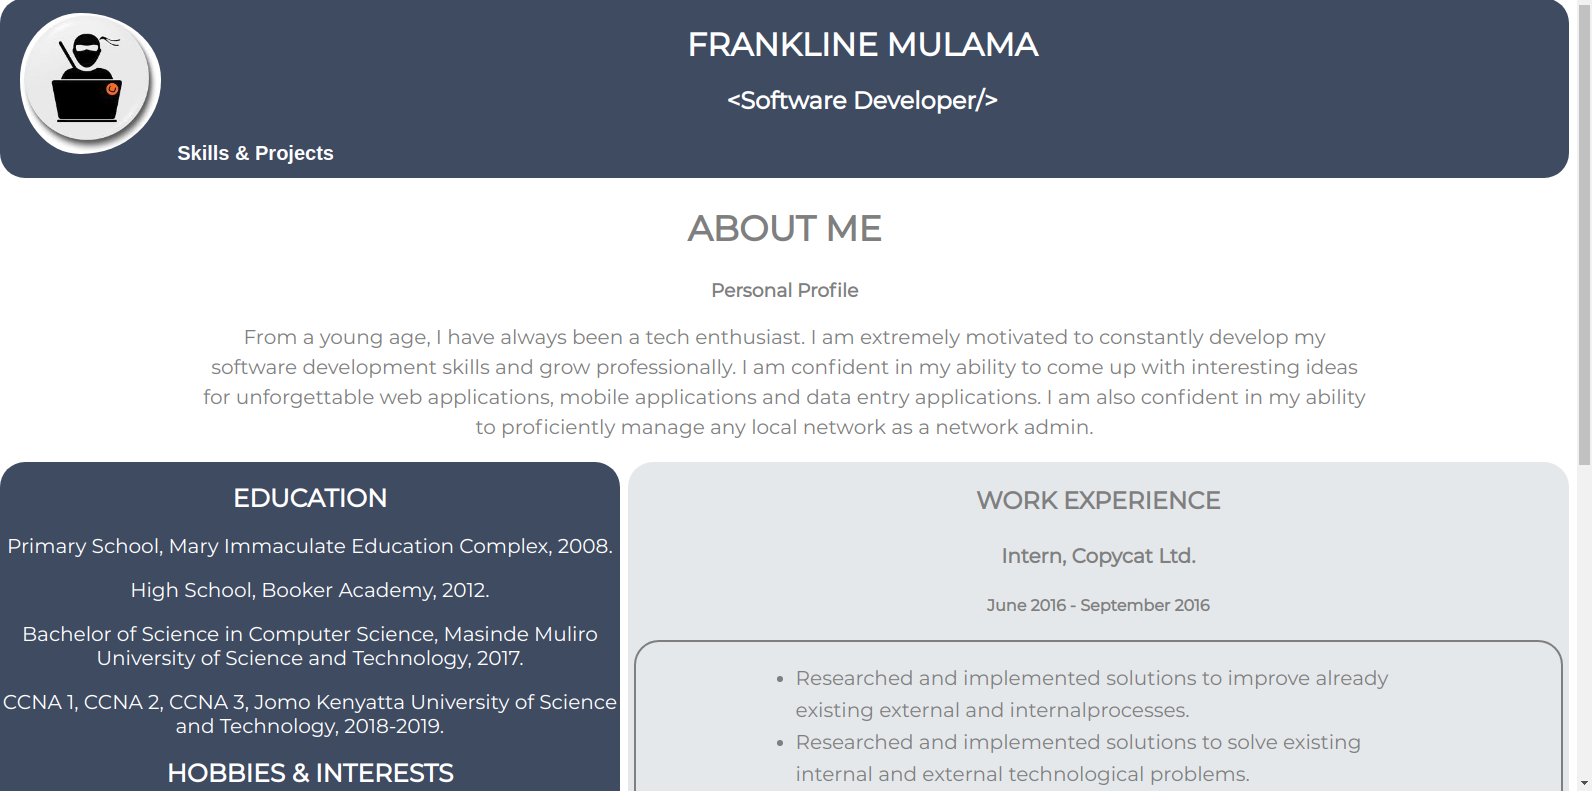 FRANKLINE MULAMA
<Software Developer/>
Skills & Projects
ABOUT ME
Personal Profile
From a young age, I have always been a tech enthusiast. I am extremely motivated to constantly develop my
software development skills and grow professionally. I am confident in my ability to come up with interesting ideas
for unforgettable web applications, mobile applications and data entry applications. I am also confident in my ability
to proficiently manage any local network as a network admin.
EDUCATION
Primary School, Mary Immaculate Education Complex, 2008.
High School, Booker Academy, 2012.
Bachelor of Science in Computer Science, Masinde Muliro
University of Science and Technology, 2017.
CCNA 1, CCNA 2, CCNA 3, Jomo Kenyatta University of Science
and Technology, 2018-2019.
HOBBIES & INTERESTS
WORK EXPERIENCE
Intern, Copycat Ltd.
June 2016 - September 2016
• Researched and implemented solutions to improve already
existing external and internalprocesses.
• Researched and implemented solutions to solve existing
internal and external technological problems.